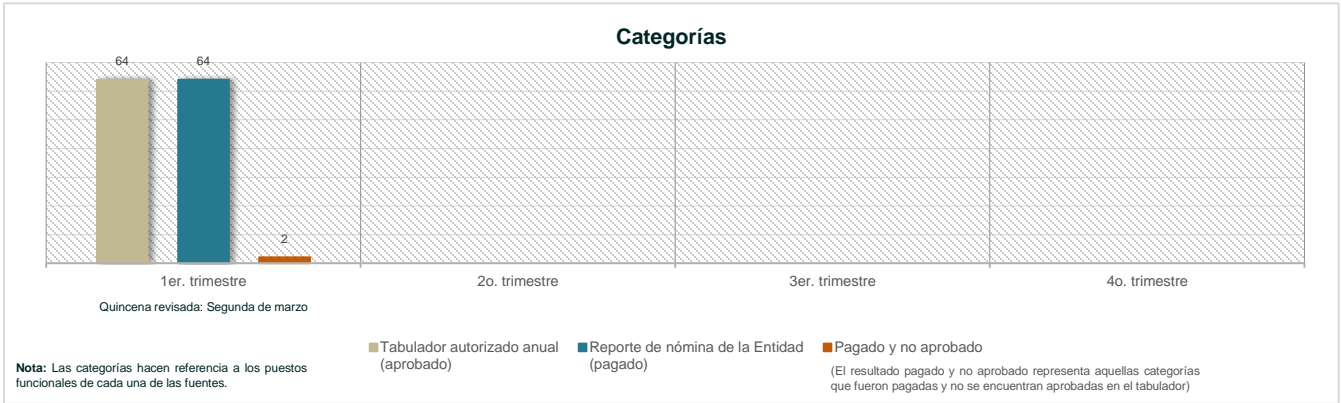 Categorías
64
64
2
1er. trimestre
2o. trimestre
3er. trimestre
4o. trimestre
Quincena revisada: Segunda de marzo
Tabulador autorizado anual
(aprobado)
Reporte de nómina de la Entidad
(pagado)
Pagado y no aprobado
(El resultado pagado y no aprobado representa aquellas categorías
que fueron pagadas y no se encuentran aprobadas en el tabulador)
Nota: Las categorías hacen referencia a los puestos
funcionales de cada una de las fuentes.